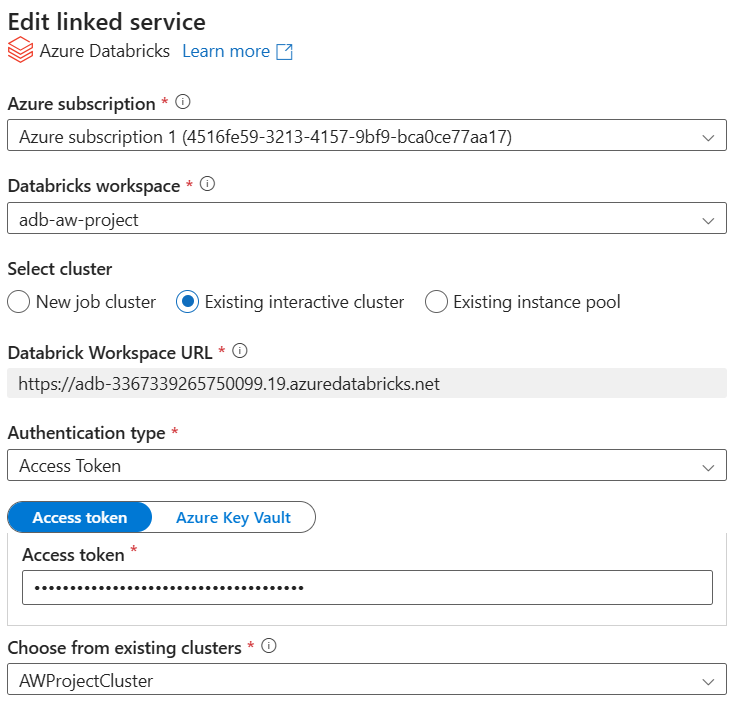 Edit linked service
Azure Databricks Learn more
Azure subscription *
Azure subscription 1 (4516fe59-3213-4157-9bf9-bca0ce77aa17)
Databricks workspace *
adb-aw-project
Select cluster
New job cluster Existing interactive cluster Existing instance pool
Databrick Workspace URL *
https://adb-3367339265750099.19.azuredatabricks.net
Authentication type *
Access Token
Access token Azure Key Vault
Access token *
••••••••••••••••••••••••••••••••••••••
Choose from existing clusters *
AWProjectCluster